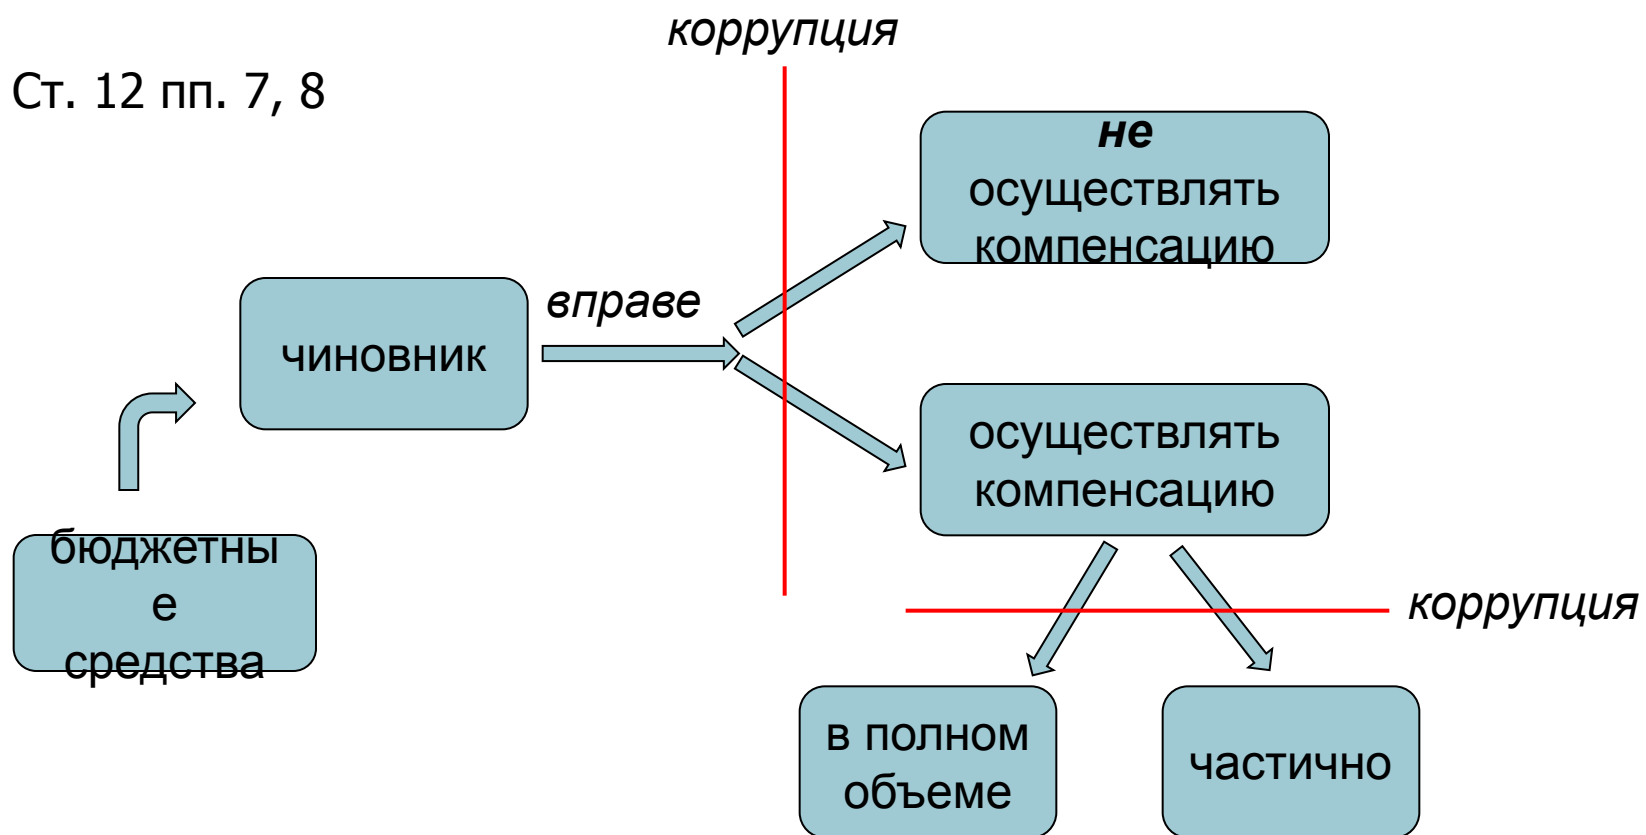 коррупция
Ст. 12 пп. 7, 8
не
осуществлять
компенсацию
вправе
чиновник
осуществлять
компенсацию
бюджетны
е
средства
коррупция
в полном
объеме
частично